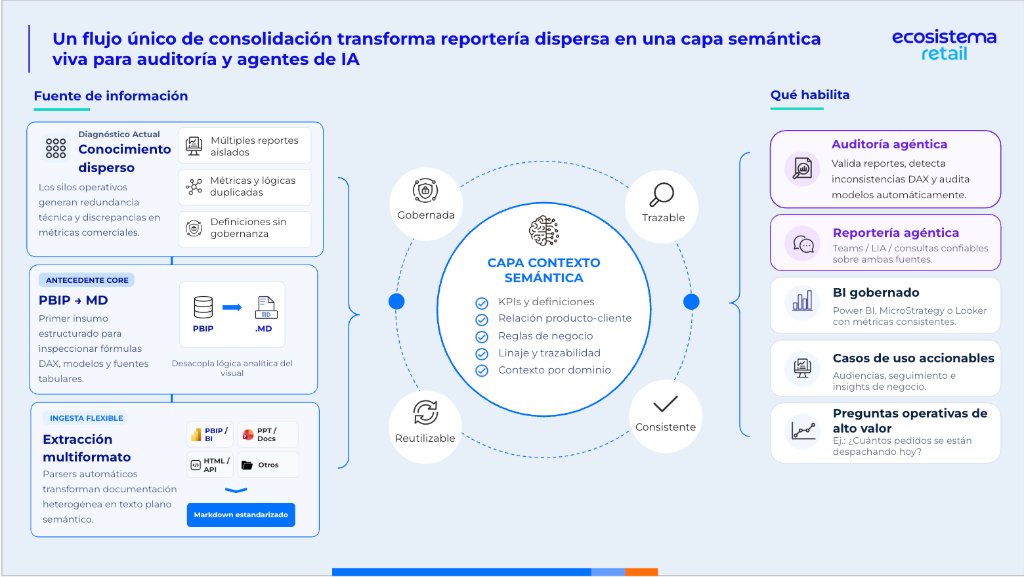 Un flujo único de consolidación transforma reportería dispersa en una capa semántica
viva para auditoría y agentes de IA
ecosistema
retail
Fuente de información
Diagnóstico Actual
Conocimiento
disperso
Los silos operativos
generan redundancia
técnica y discrepancias en
métricas comerciales.
Múltiples reportes
aislados
Métricas y lógicas
duplicadas
Definiciones sin
gobernanza
ANTECEDENTE CORE
PBIP → MD
Primer insumo
estructurado para
inspeccionar fórmulas
DAX, modelos y fuentes
tabulares.
PBIP
MD
.MD
Desacopla lógica analítica del
visual
INGESTA FLEXIBLE
Extracción
multiformato
Parsers automáticos
transforman documentación
heterogénea en texto plano
semántico.
PBIP /
BI
PPT /
Docs
HTML /
API
Otros
Markdown estandarizado
Gobernada
Trazable
CAPA CONTEXTO
SEMÁNTICA
KPIs y definiciones
Relación producto-cliente
Reglas de negocio
Linaje y trazabilidad
Contexto por dominio
Reutilizable
Consistente
Qué habilita
Auditoría agéntica
Valida reportes, detecta
inconsistencias DAX y audita
modelos automáticamente.
Reportería agéntica
Teams / LIA / consultas confiables
sobre ambas fuentes.
BI gobernado
Power BI, MicroStrategy o Looker
con métricas consistentes.
Casos de uso accionables
Audiencias, seguimiento e
insights de negocio.
Preguntas operativas de
alto valor
Ej.: ¿Cuántos pedidos se están
despachando hoy?